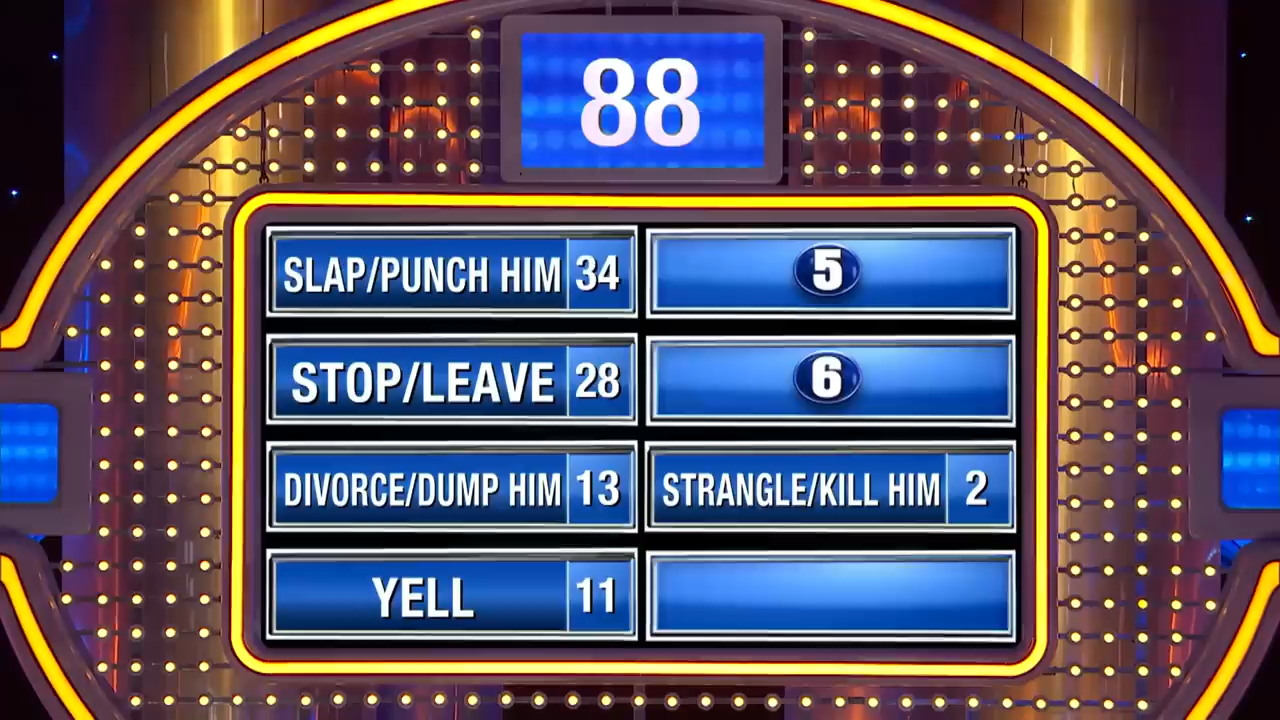 88
SLAP/PUNCH HIM 34
5
STOP/LEAVE 28
6
DIVORCE/DUMP HIM 13
STRANGLE/KILL HIM 2
YELL 11